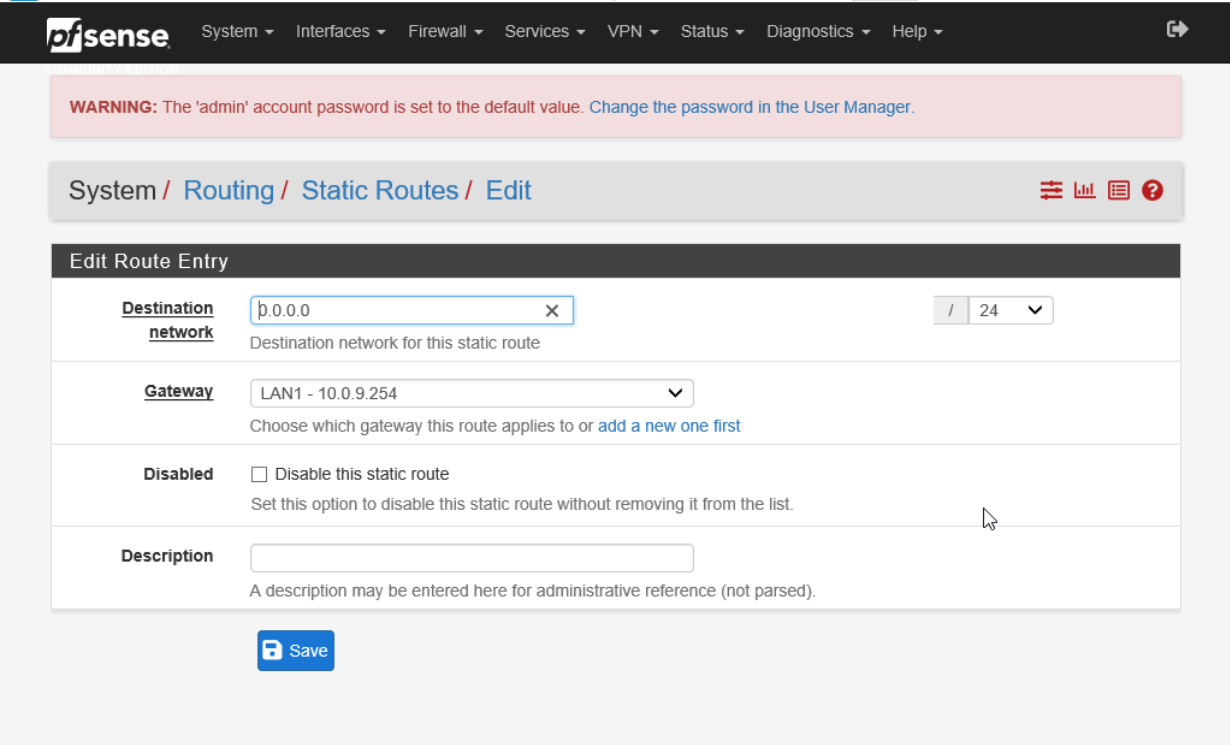 pfsense
COMMUNITY EDITION
System Interfaces Firewall Services VPN Status Diagnostics Help
WARNING: The 'admin' account password is set to the default value. Change the password in the User Manager.
System / Routing / Static Routes / Edit
Edit Route Entry
Destination network
0.0.0.0
/ 24
Destination network for this static route
Gateway
LAN1 - 10.0.9.254
Choose which gateway this route applies to or add a new one first
Disabled
Disable this static route
Set this option to disable this static route without removing it from the list.
Description
A description may be entered here for administrative reference (not parsed).
Save